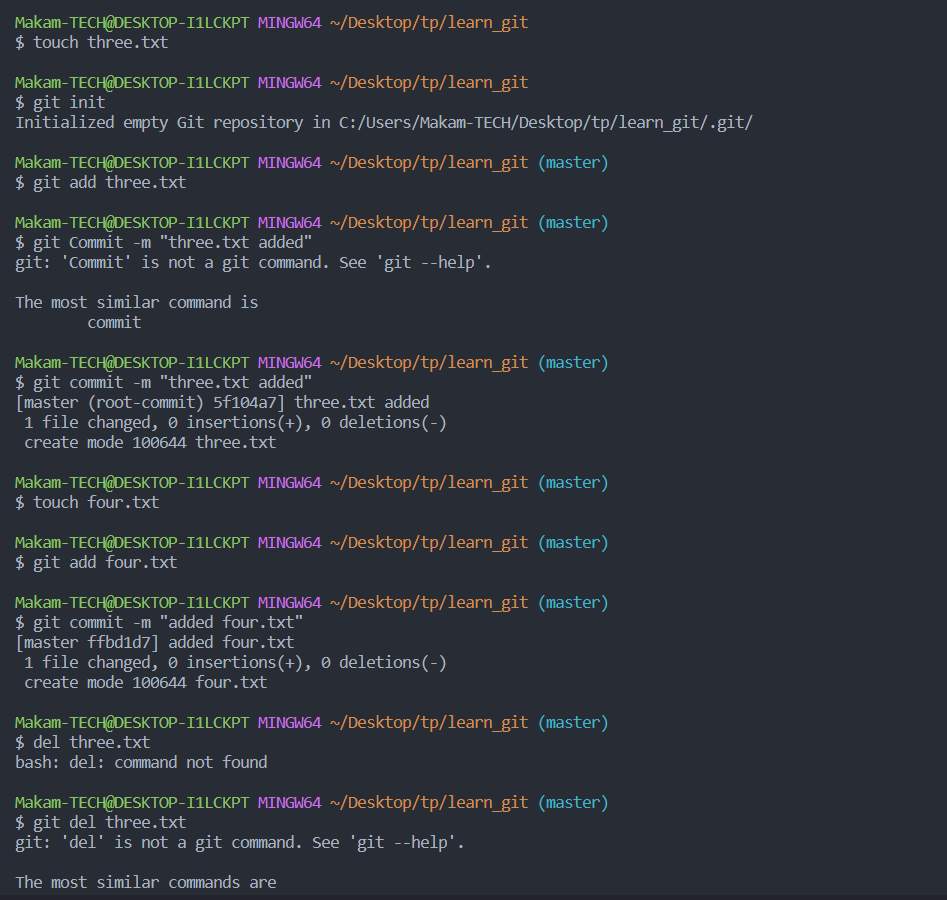 Makam-TECH@DESKTOP-I1LCKPT MINGW64 ~/Desktop/tp/learn_git
$ touch three.txt
Makam-TECH@DESKTOP-I1LCKPT MINGW64 ~/Desktop/tp/learn_git
$ git init
Initialized empty Git repository in C:/Users/Makam-TECH/Desktop/tp/learn_git/.git/
Makam-TECH@DESKTOP-I1LCKPT MINGW64 ~/Desktop/tp/learn_git (master)
$ git add three.txt
Makam-TECH@DESKTOP-I1LCKPT MINGW64 ~/Desktop/tp/learn_git (master)
$ git Commit -m "three.txt added"
git: 'Commit' is not a git command. See 'git --help'.
The most similar command is
        commit
Makam-TECH@DESKTOP-I1LCKPT MINGW64 ~/Desktop/tp/learn_git (master)
$ git commit -m "three.txt added"
[master (root-commit) 5f104a7] three.txt added
 1 file changed, 0 insertions(+), 0 deletions(-)
 create mode 100644 three.txt
Makam-TECH@DESKTOP-I1LCKPT MINGW64 ~/Desktop/tp/learn_git (master)
$ touch four.txt
Makam-TECH@DESKTOP-I1LCKPT MINGW64 ~/Desktop/tp/learn_git (master)
$ git add four.txt
Makam-TECH@DESKTOP-I1LCKPT MINGW64 ~/Desktop/tp/learn_git (master)
$ git commit -m "added four.txt"
[master ffbd1d7] added four.txt
 1 file changed, 0 insertions(+), 0 deletions(-)
 create mode 100644 four.txt
Makam-TECH@DESKTOP-I1LCKPT MINGW64 ~/Desktop/tp/learn_git (master)
$ del three.txt
bash: del: command not found
Makam-TECH@DESKTOP-I1LCKPT MINGW64 ~/Desktop/tp/learn_git (master)
$ git del three.txt
git: 'del' is not a git command. See 'git --help'.
The most similar commands are